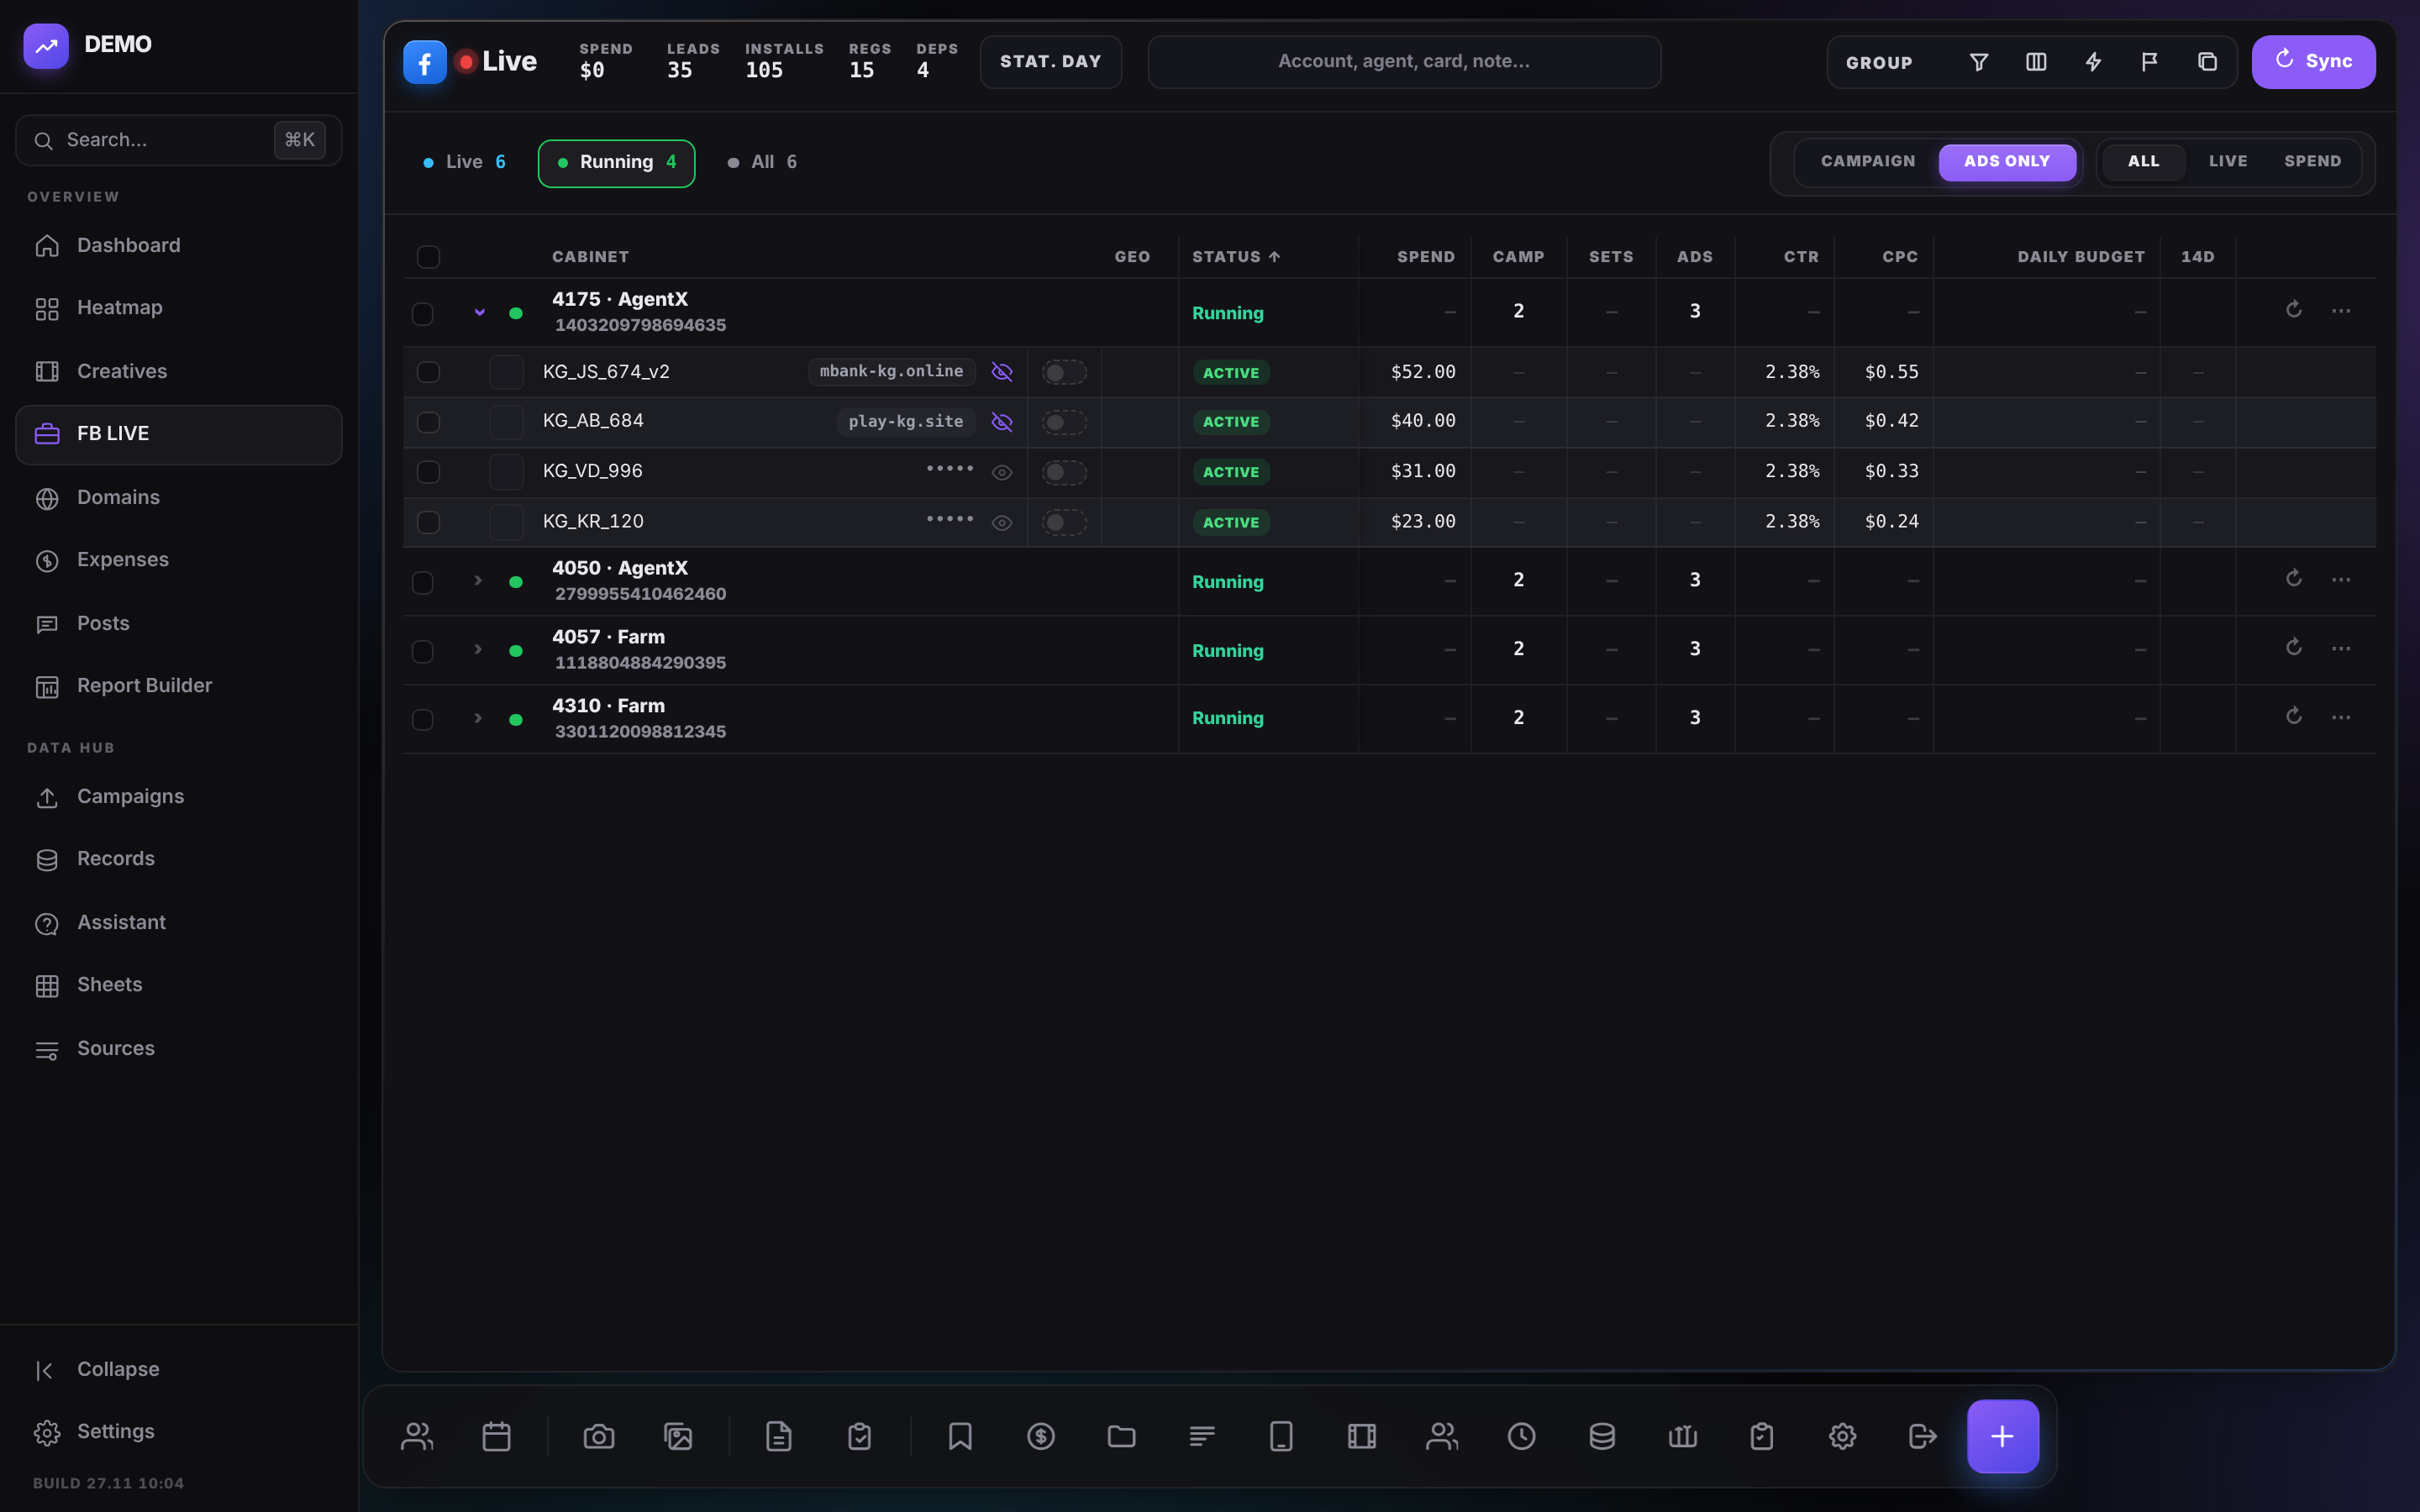 DEMO
Search...
⌘K
OVERVIEW
Dashboard
Heatmap
Creatives
FB LIVE
Domains
Expenses
Posts
Report Builder
DATA HUB
Campaigns
Records
Assistant
Sheets
Sources
Collapse
Settings
BUILD 27.11 10:04
Live
SPEND $0
LEADS 35
INSTALLS 105
REGS 15
DEPS 4
STAT. DAY
Account, agent, card, note...
GROUP
Sync
Live 6
Running 4
All 6
CAMPAIGN
ADS ONLY
ALL
LIVE
SPEND
CABINET GEO STATUS ↑ SPEND CAMP SETS ADS CTR CPC DAILY BUDGET 14D
4175 · AgentX
1403209798694635
Running – 2 – 3 – – –
KG_JS_674_v2 mbank-kg.online ACTIVE $52.00 – – – 2.38% $0.55 – –
KG_AB_684 play-kg.site ACTIVE $40.00 – – – 2.38% $0.42 – –
KG_VD_996 ••••• ACTIVE $31.00 – – – 2.38% $0.33 – –
KG_KR_120 ••••• ACTIVE $23.00 – – – 2.38% $0.24 – –
4050 · AgentX
2799955410462460
Running – 2 – 3 – – –
4057 · Farm
1118804884290395
Running – 2 – 3 – – –
4310 · Farm
3301120098812345
Running – 2 – 3 – – –